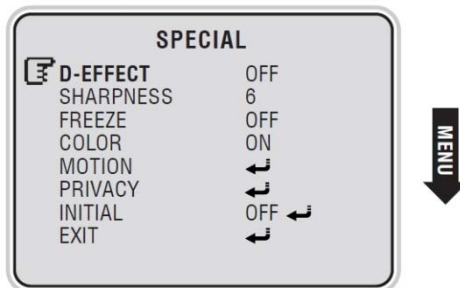 SPECIAL
D-EFFECT OFF
SHARPNESS 6
FREEZE OFF
COLOR ON
MOTION ↵
PRIVACY ↵
INITIAL OFF ↵
EXIT ↵
MENU